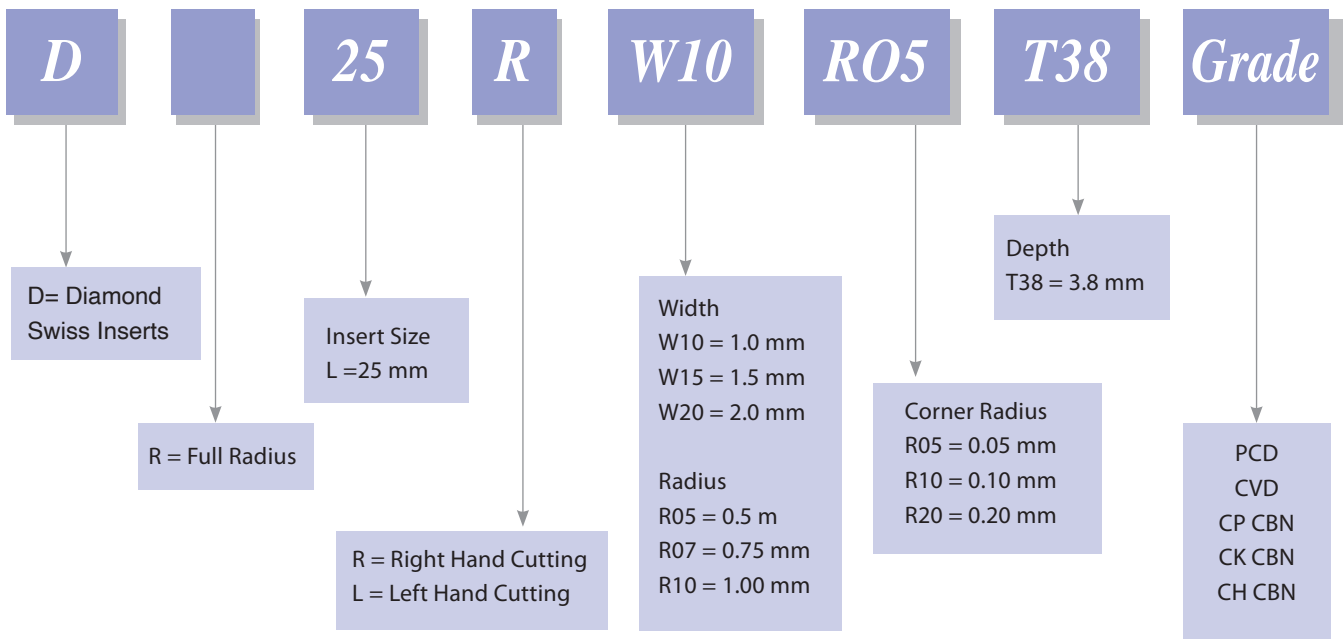 D 25 R W10 RO5 T38 Grade
D= Diamond
Swiss Inserts
R = Full Radius
Insert Size
L =25 mm
R = Right Hand Cutting
L = Left Hand Cutting
Width
W10 = 1.0 mm
W15 = 1.5 mm
W20 = 2.0 mm
Radius
R05 = 0.5 m
R07 = 0.75 mm
R10 = 1.00 mm
Corner Radius
R05 = 0.05 mm
R10 = 0.10 mm
R20 = 0.20 mm
Depth
T38 = 3.8 mm
PCD
CVD
CP CBN
CK CBN
CH CBN